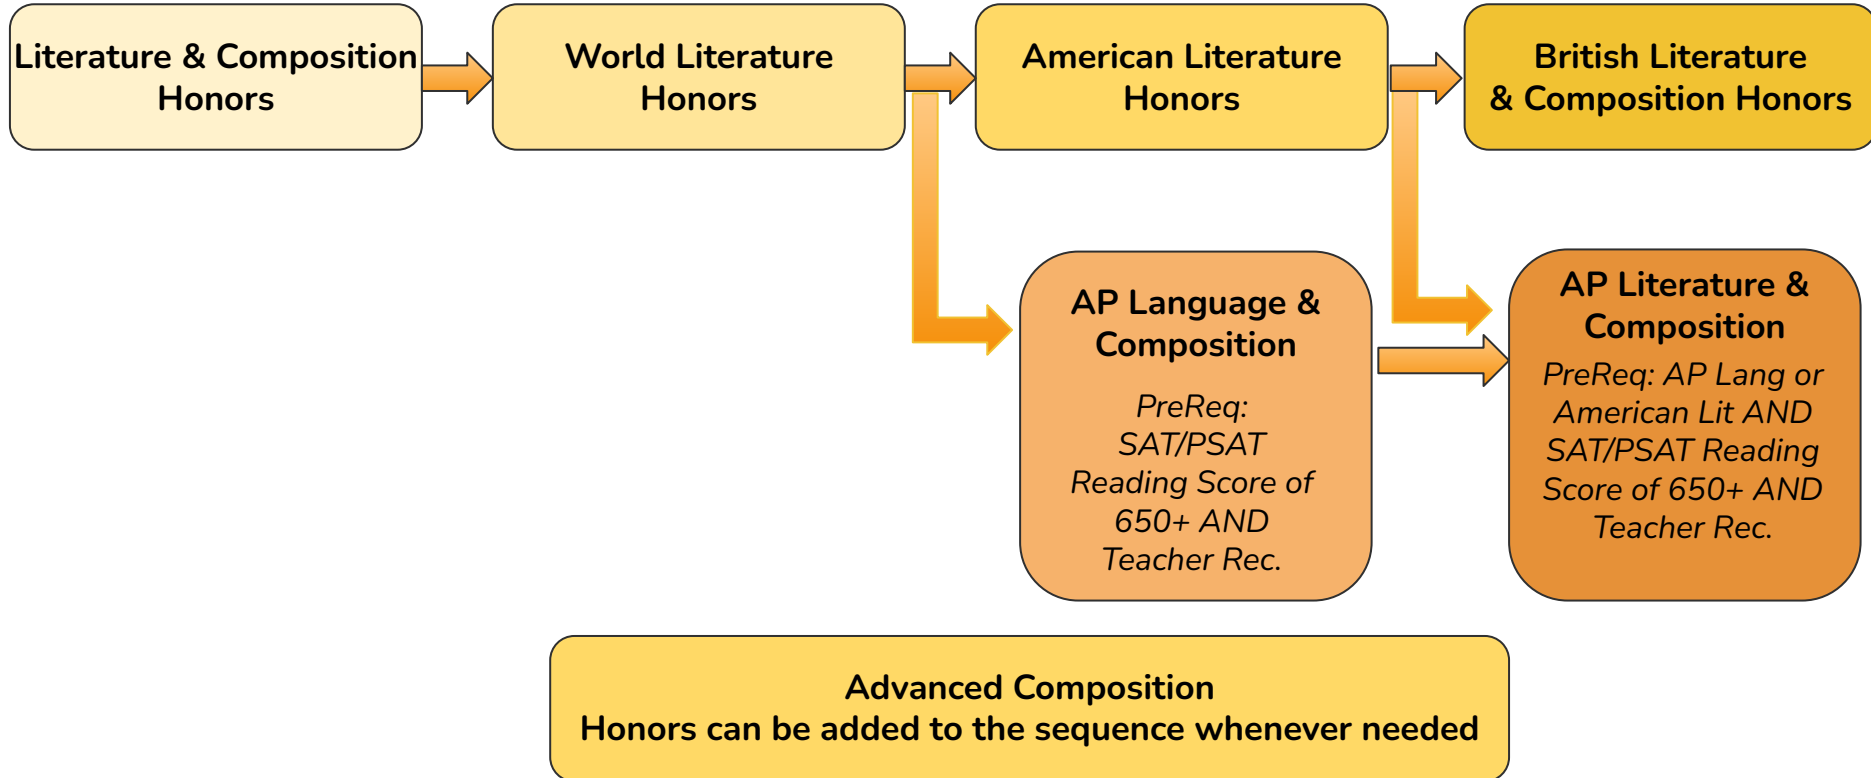 Literature & Composition
Honors
World Literature
Honors
American Literature
Honors
British Literature
& Composition Honors
AP Language &
Composition
PreReq:
SAT/PSAT
Reading Score of
650+ AND
Teacher Rec.
AP Literature &
Composition
PreReq: AP Lang or
American Lit AND
SAT/PSAT Reading
Score of 650+ AND
Teacher Rec.
Advanced Composition
Honors can be added to the sequence whenever needed